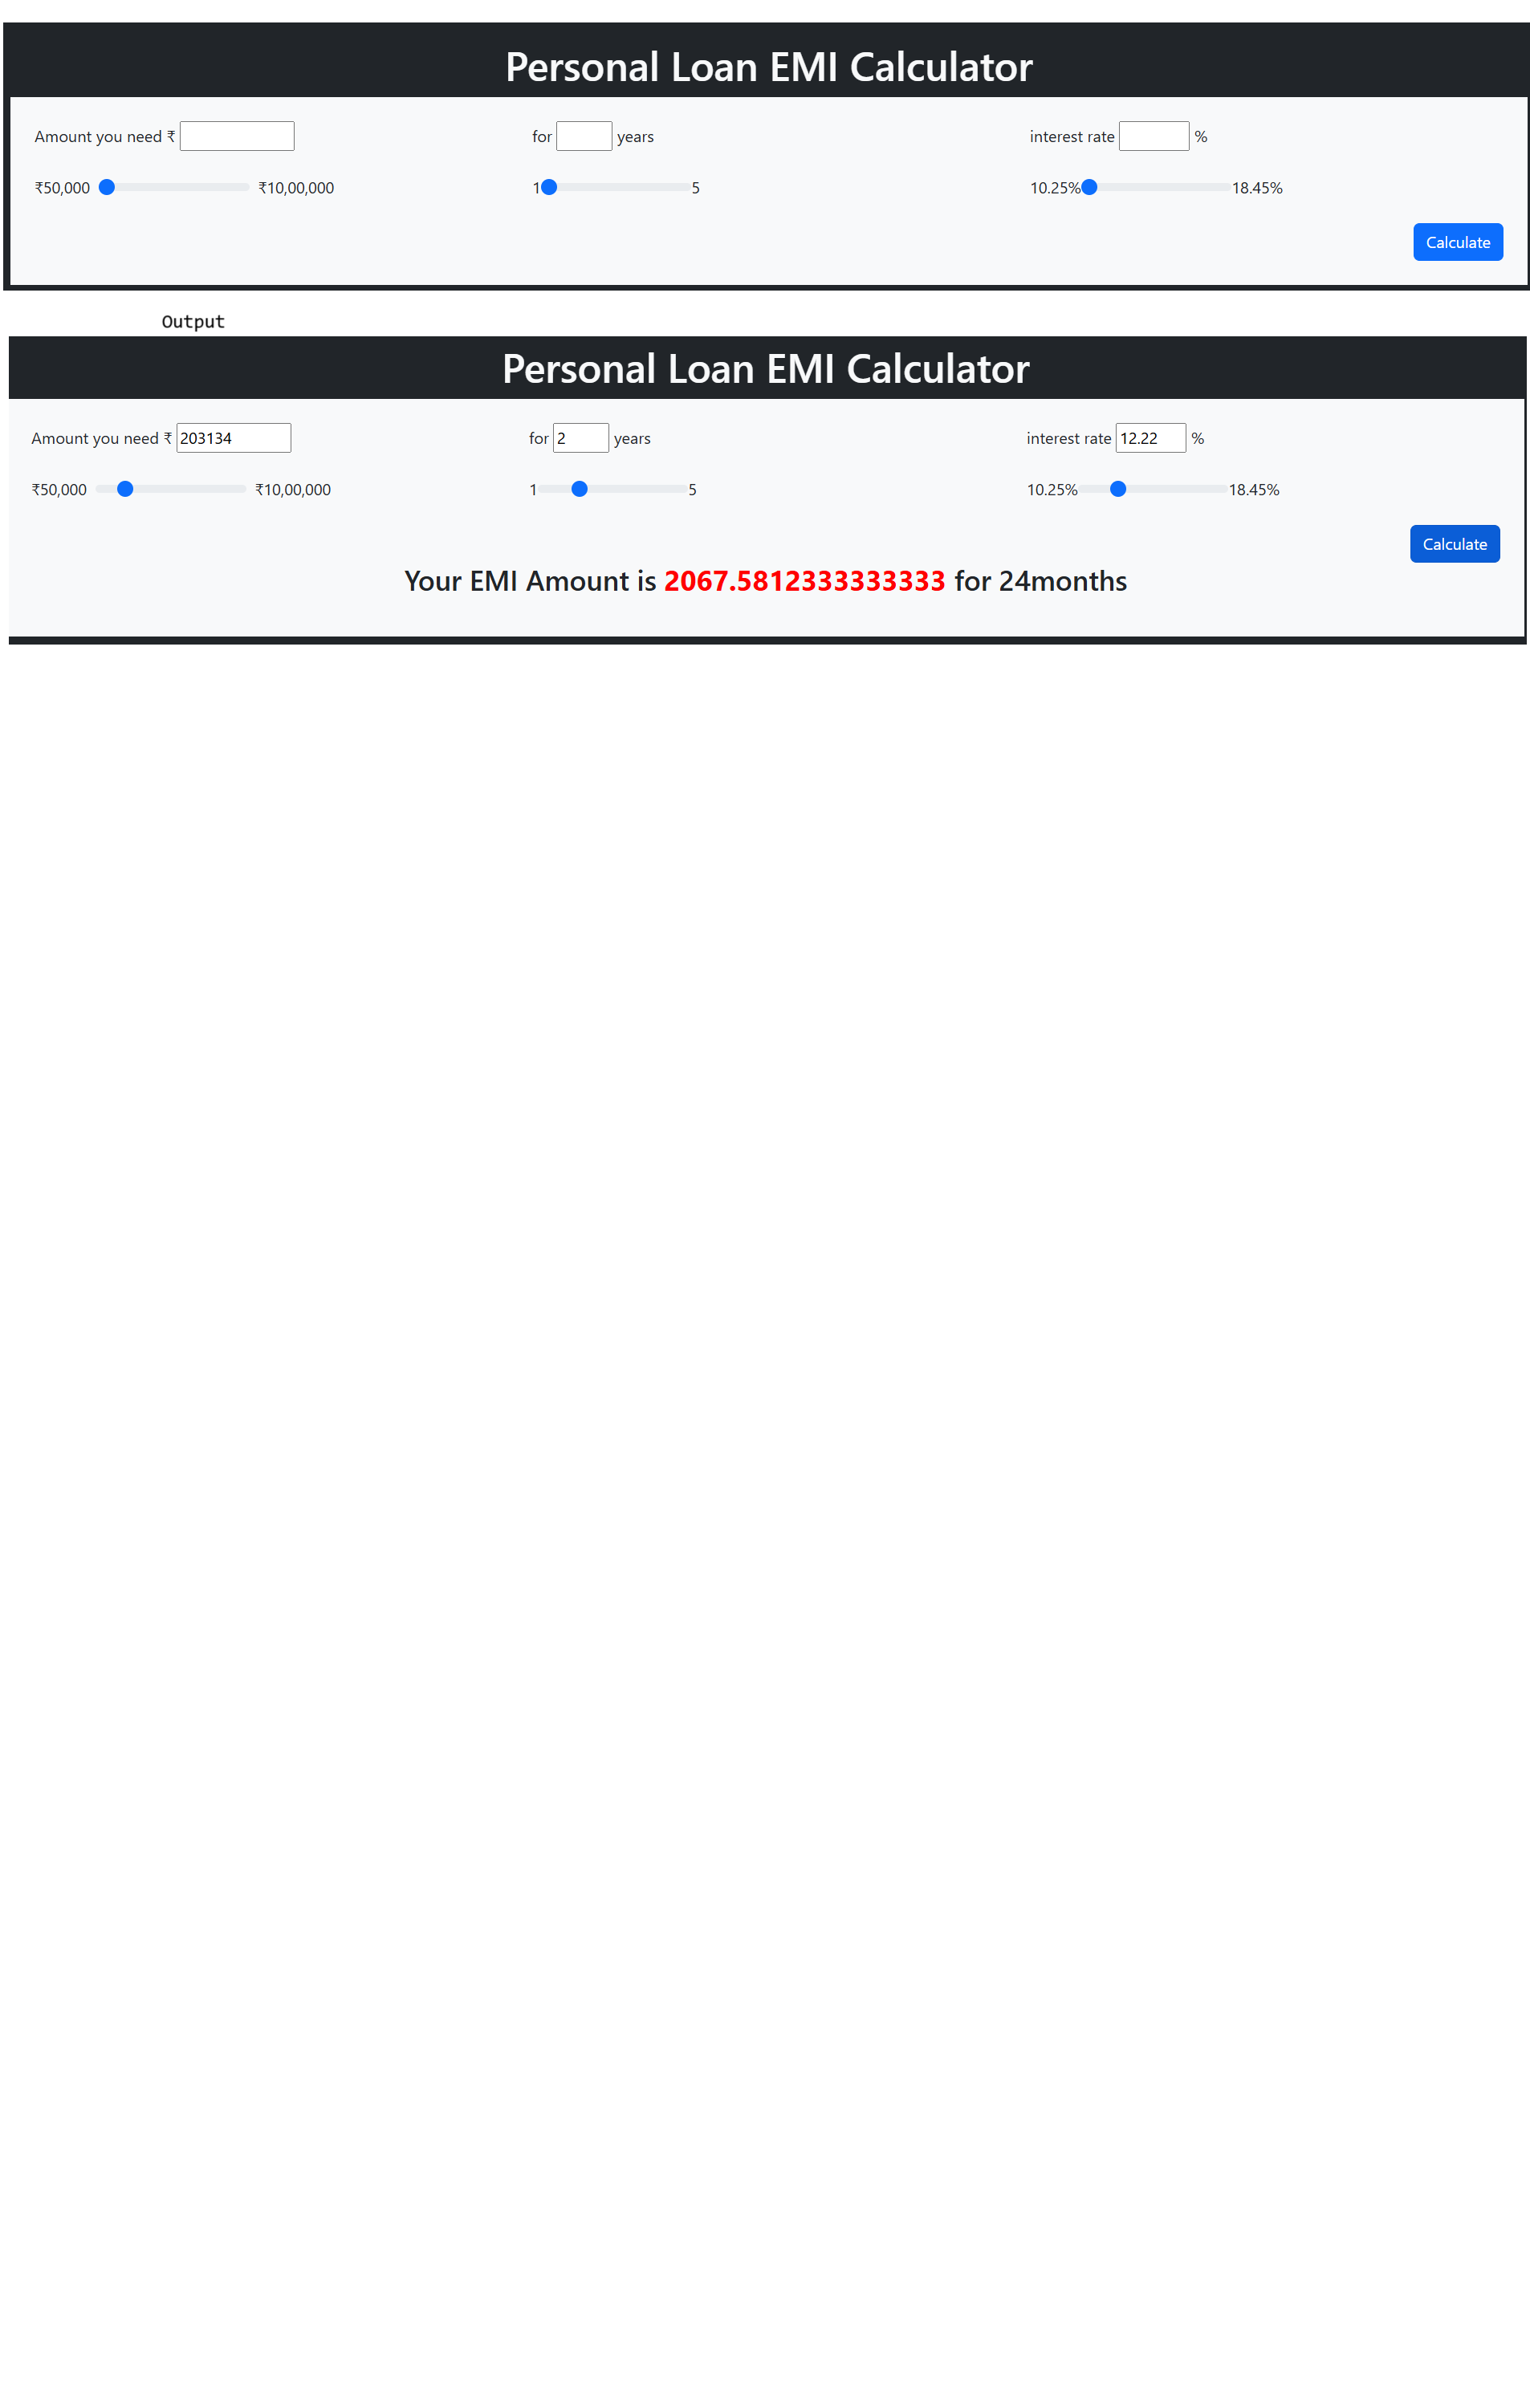 Personal Loan EMI Calculator
Amount you need ₹ for years interest rate %
₹50,000 ₹10,00,000 1 5 10.25% 18.45%
Calculate
Output
Personal Loan EMI Calculator
Amount you need ₹ 203134 for 2 years interest rate 12.22 %
₹50,000 ₹10,00,000 1 5 10.25% 18.45%
Calculate
Your EMI Amount is 2067.5812333333333 for 24months